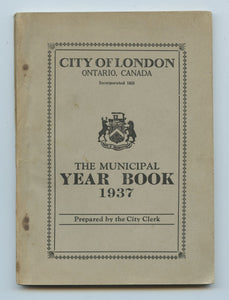 CITY OF LONDON
ONTARIO, CANADA
Incorporated 1855
THE MUNICIPAL
YEAR BOOK
1937
Prepared by the City Clerk